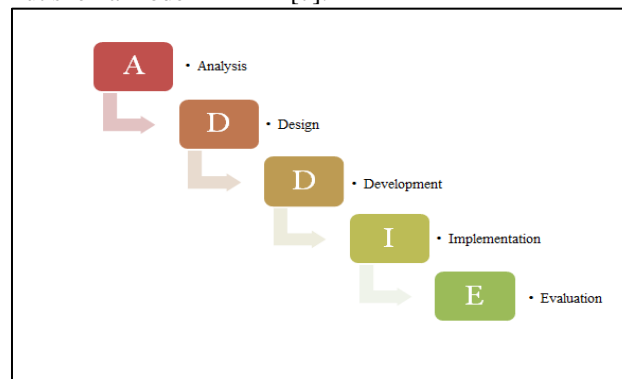 A
• Analysis
D
• Design
D
• Development
I
• Implementation
E
• Evaluation